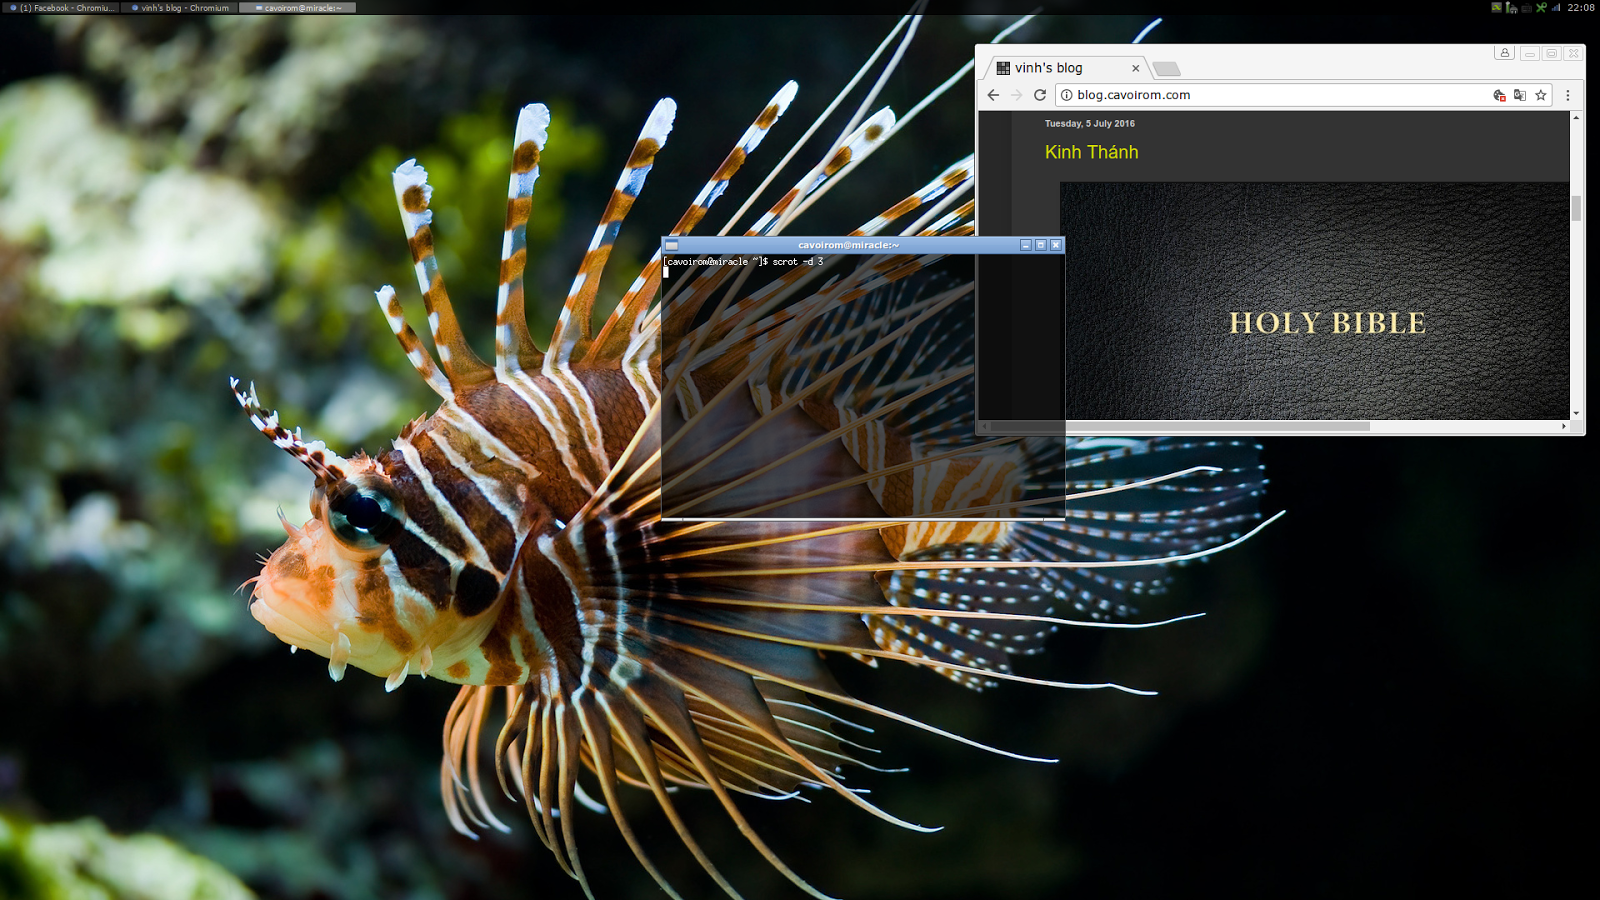 (1) Facebook - Chromiu...
vinh's blog - Chromium
cavoirom@miracle:~
22:08
vinh's blog
blog.cavoirom.com
Tuesday, 5 July 2016
Kinh Thánh
HOLY BIBLE
cavoirom@miracle:~
[cavoirom@miracle ~]$ scrot -d 3